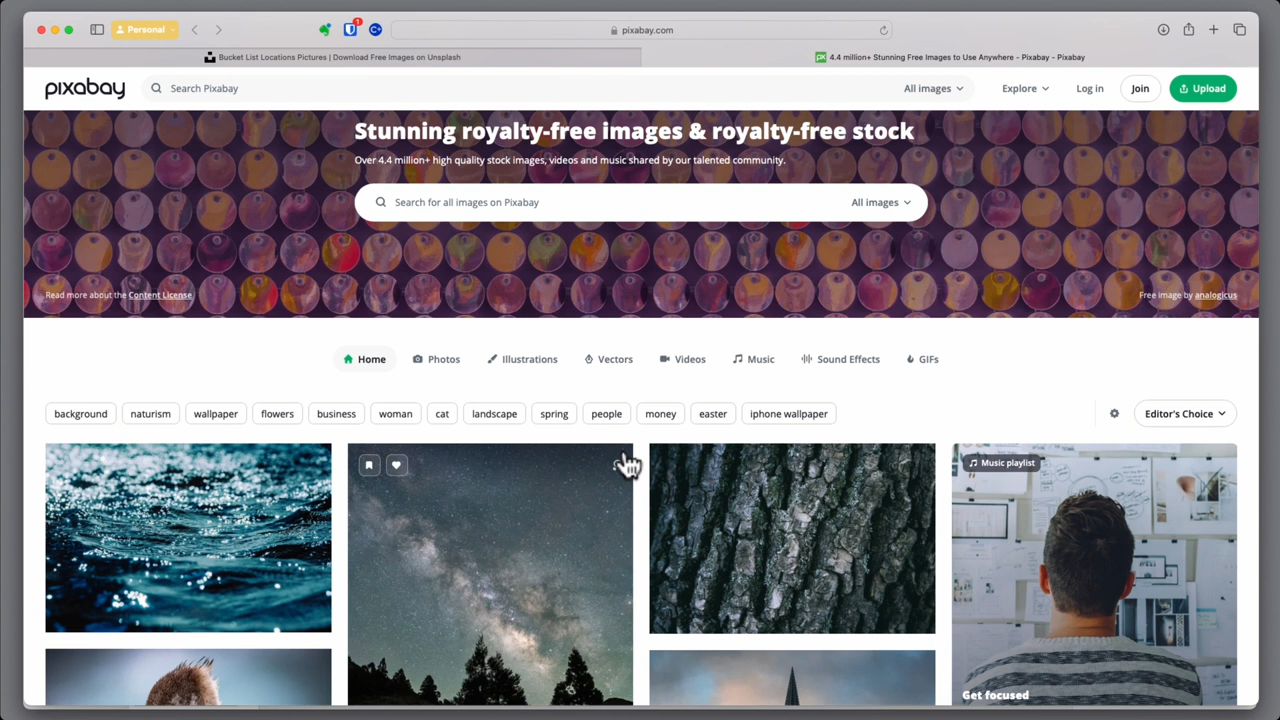 Personal
1
pixabay.com
Bucket List Locations Pictures | Download Free Images on Unsplash
px
4.4 million+ Stunning Free Images to Use Anywhere - Pixabay - Pixabay
pixabay
Search Pixabay
All images
Explore
Log in
Join
Upload
Stunning royalty-free images & royalty-free stock
Over 4.4 million+ high quality stock images, videos and music shared by our talented community.
Search for all images on Pixabay
All images
Read more about the Content License
Free image by analogicus
Home
Photos
Illustrations
Vectors
Videos
Music
Sound Effects
GIFs
background
naturism
wallpaper
flowers
business
woman
cat
landscape
spring
people
money
easter
iphone wallpaper
Editor's Choice
Music playlist
Get focused